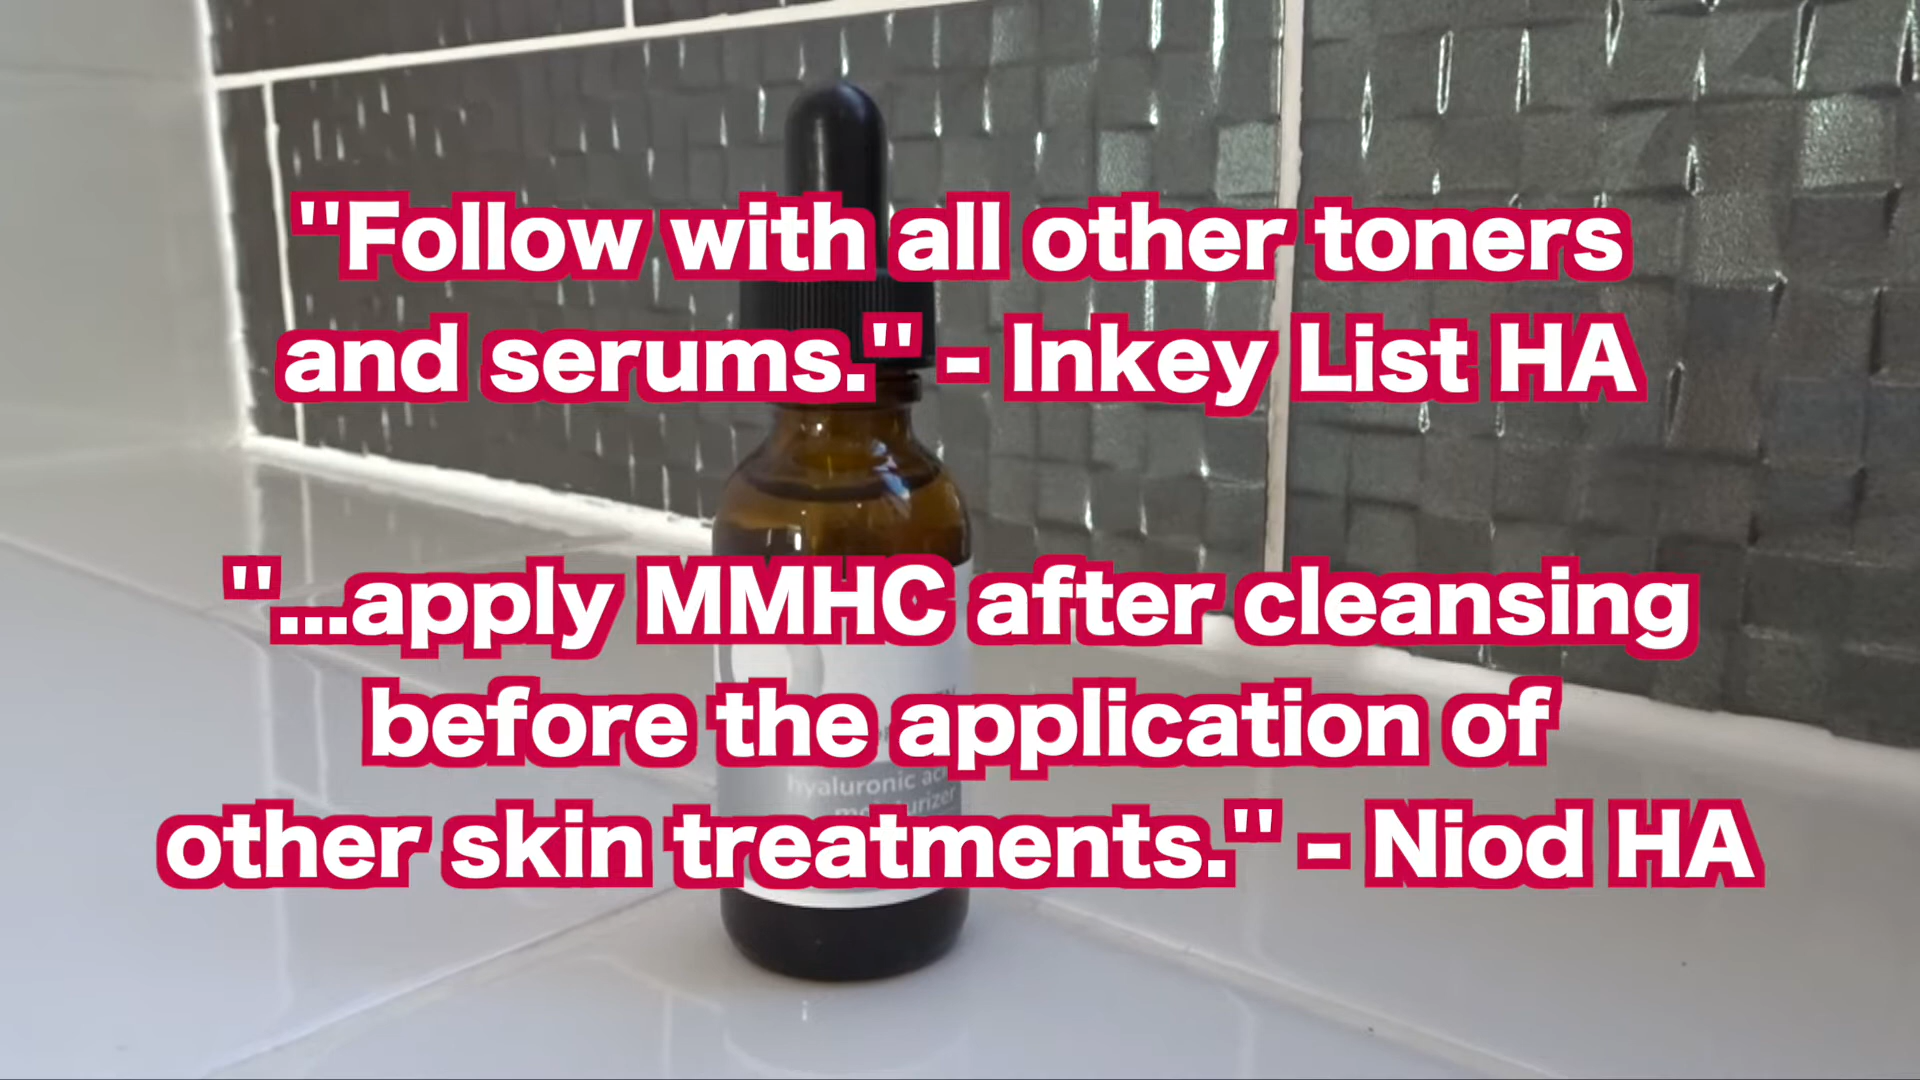 "Follow with all other toners
and serums." - Inkey List HA
"...apply MMHC after cleansing
before the application of
other skin treatments." - Niod HA
hyaluronic